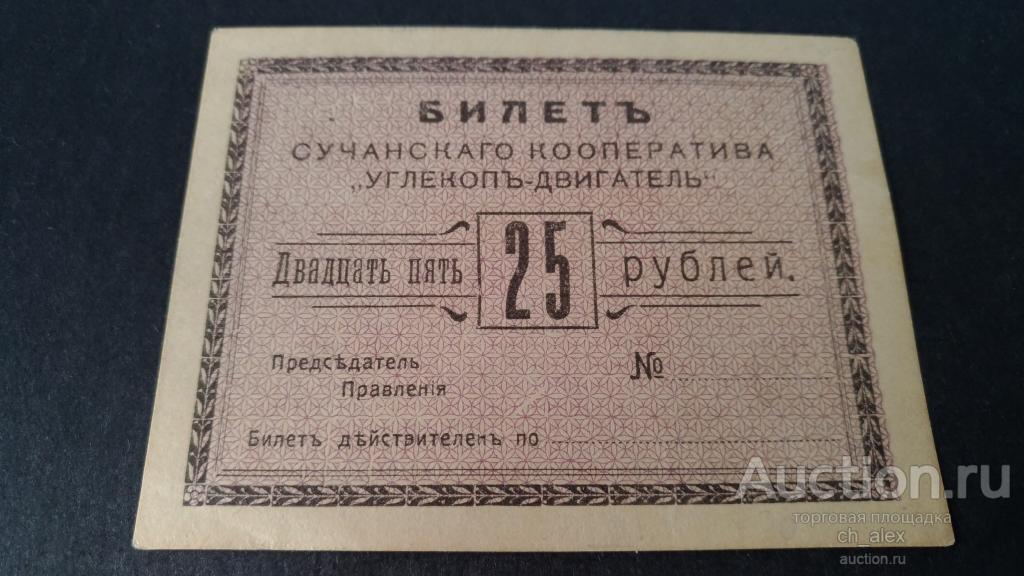 БИЛЕТЪ
СУЧАНСКАГО КООПЕРАТИВА
„УГЛЕКОПЪ-ДВИГАТЕЛЬ“
Двадцать пять 25 рублей.
Предсѣдатель №
Правленія
Билетъ дѣйствителенъ по
Auction.ru
торговая площадка
ch_alex
auction.ru